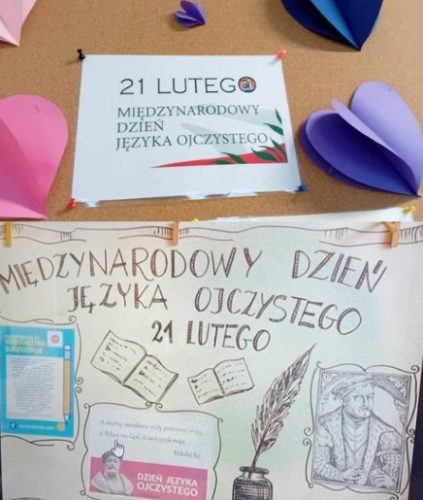 21 LUTEGO
MIĘDZYNARODOWY
DZIEŃ
JĘZYKA OJCZYSTEGO
MIĘDZYNARODOWY DZIEŃ
JĘZYKA OJCZYSTEGO
21 LUTEGO
A niechaj narodowie wżdy postronni znają,
iż Polacy nie gęsi, iż swój język mają.
Mikołaj Rej
DZIEŃ JĘZYKA
OJCZYSTEGO